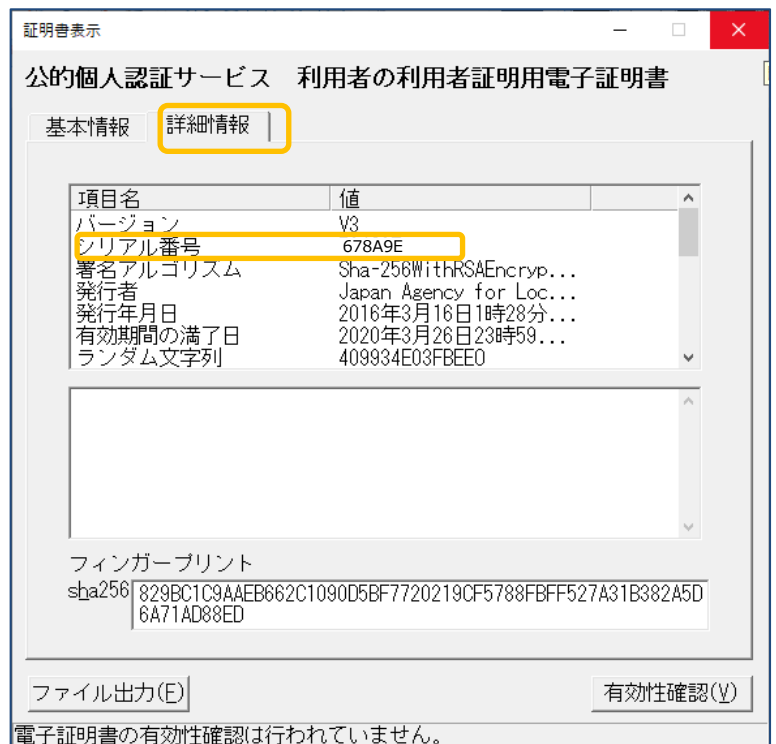 証明書表示
公的個人認証サービス 利用者の利用者証明用電子証明書
基本情報 詳細情報
項目名 値
バージョン V3
シリアル番号 678A9E
署名アルゴリズム Sha-256WithRSAEncryp...
発行者 Japan Agency for Loc...
発行年月日 2016年3月16日1時28分...
有効期間の満了日 2020年3月26日23時59...
ランダム文字列 409934E03FBEE0
フィンガープリント
sha256 829BC1C9AAEB662C1090D5BF7720219CF5788FBFF527A31B382A5D
6A71AD88ED
ファイル出力(F) 有効性確認(V)
電子証明書の有効性確認は行われていません。